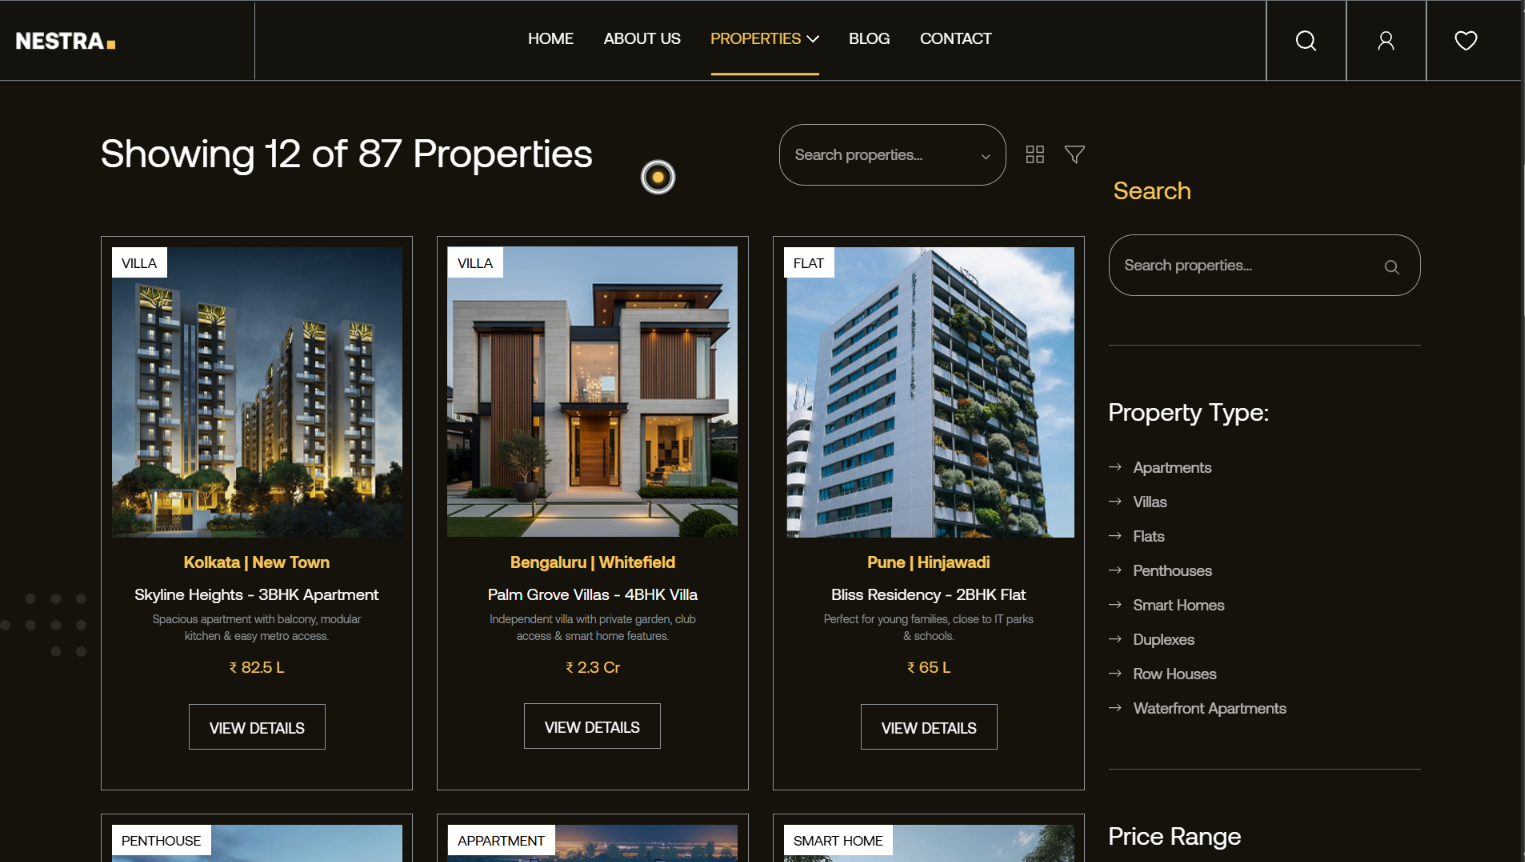 NESTRA
HOME
ABOUT US
PROPERTIES
BLOG
CONTACT
Showing 12 of 87 Properties
Search properties...
Search
Search properties...
VILLA
Kolkata | New Town
Skyline Heights - 3BHK Apartment
Spacious apartment with balcony, modular
kitchen & easy metro access.
₹ 82.5 L
VIEW DETAILS
VILLA
Bengaluru | Whitefield
Palm Grove Villas - 4BHK Villa
Independent villa with private garden, club
access & smart home features.
₹ 2.3 Cr
VIEW DETAILS
FLAT
Pune | Hinjawadi
Bliss Residency - 2BHK Flat
Perfect for young families, close to IT parks
& schools.
₹ 65 L
VIEW DETAILS
Property Type:
Apartments
Villas
Flats
Penthouses
Smart Homes
Duplexes
Row Houses
Waterfront Apartments
PENTHOUSE
APPARTMENT
SMART HOME
Price Range